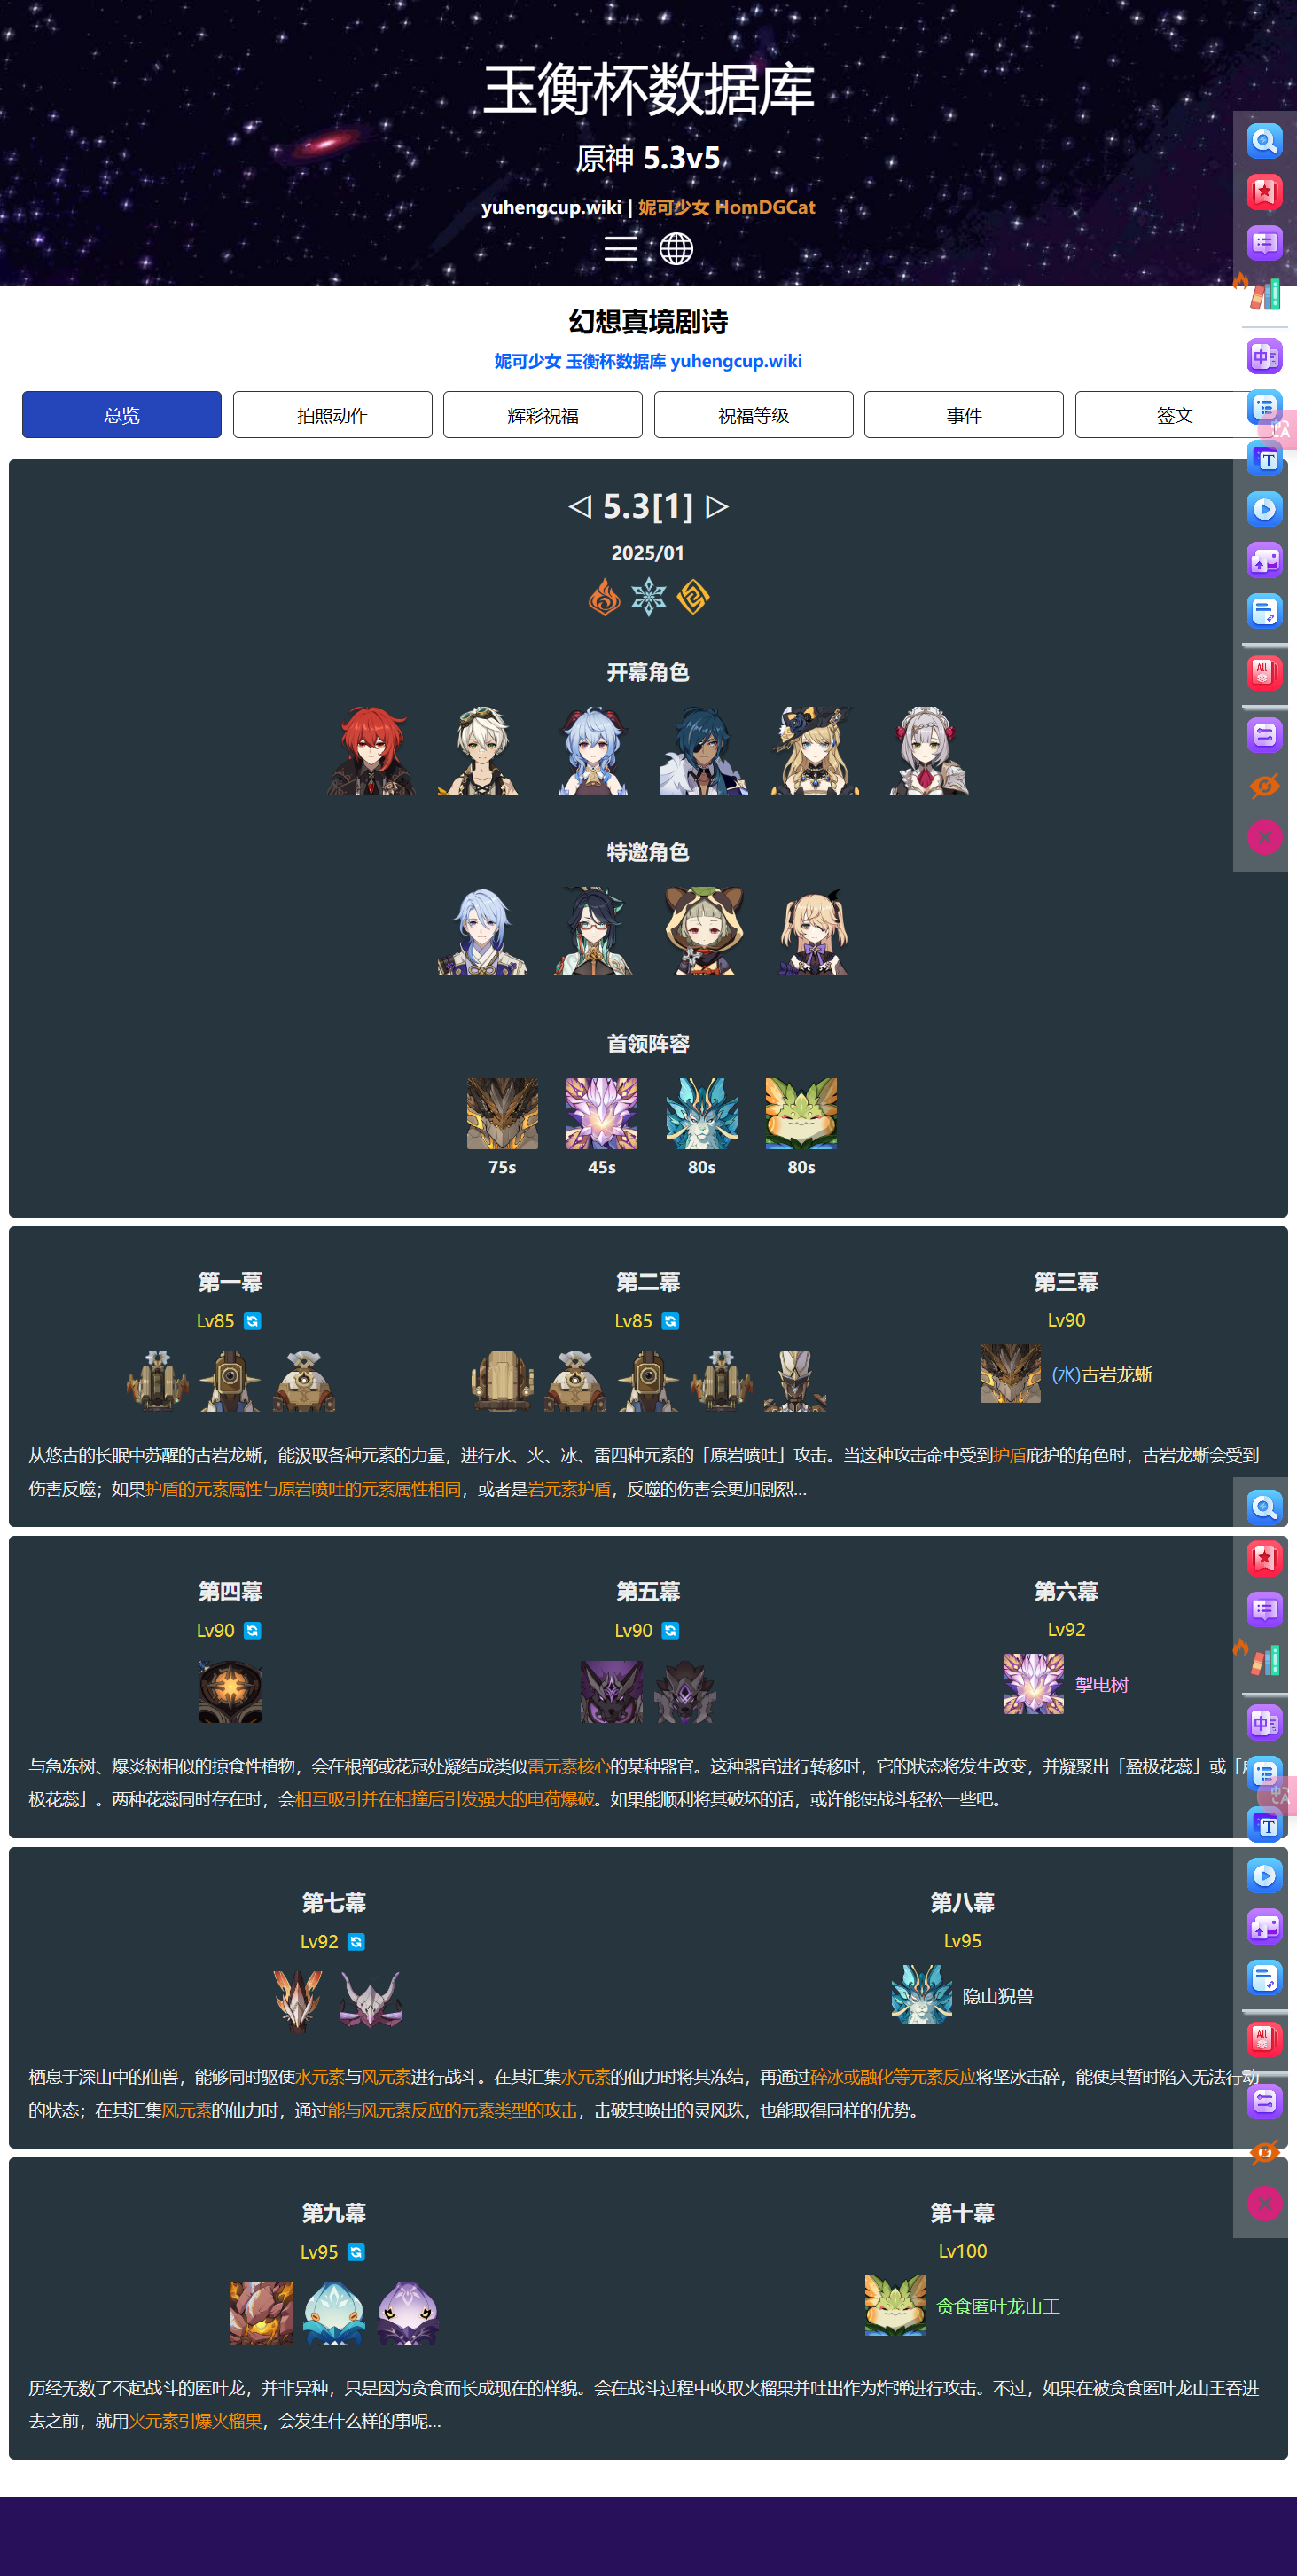 玉衡杯数据库
原神 5.3v5
yuhengcup.wiki | 妮可少女 HomDGCat
幻想真境剧诗
妮可少女 玉衡杯数据库 yuhengcup.wiki
总览 拍照动作 辉彩祝福 祝福等级 事件 签文
◁ 5.3[1] ▷
2025/01
开幕角色
特邀角色
首领阵容
75s 45s 80s 80s
第一幕 第二幕 第三幕
Lv85 Lv85 Lv90
(水)古岩龙蜥
从悠古的长眠中苏醒的古岩龙蜥，能汲取各种元素的力量，进行水、火、冰、雷四种元素的「原岩喷吐」攻击。当这种攻击命中受到护盾庇护的角色时，古岩龙蜥会受到
伤害反噬；如果护盾的元素属性与原岩喷吐的元素属性相同，或者是岩元素护盾，反噬的伤害会更加剧烈...
第四幕 第五幕 第六幕
Lv90 Lv90 Lv92
掣电树
与急冻树、爆炎树相似的掠食性植物，会在根部或花冠处凝结成类似雷元素核心的某种器官。这种器官进行转移时，它的状态将发生改变，并凝聚出「盈极花蕊」或「
极花蕊」。两种花蕊同时存在时，会相互吸引并在相撞后引发强大的电荷爆破。如果能顺利将其破坏的话，或许能使战斗轻松一些吧。
第七幕 第八幕
Lv92 Lv95
隐山猊兽
栖息于深山中的仙兽，能够同时驱使水元素与风元素进行战斗。在其汇集水元素的仙力时将其冻结，再通过碎冰或融化等元素反应将坚冰击碎，能使其暂时陷入无法行动
的状态；在其汇集风元素的仙力时，通过能与风元素反应的元素类型的攻击，击破其唤出的灵风珠，也能取得同样的优势。
第九幕 第十幕
Lv95 Lv100
贪食匿叶龙山王
历经无数了不起战斗的匿叶龙，并非异种，只是因为贪食而长成现在的样貌。会在战斗过程中收取火榴果并吐出作为炸弹进行攻击。不过，如果在被贪食匿叶龙山王吞进
去之前，就用火元素引爆火榴果，会发生什么样的事呢...